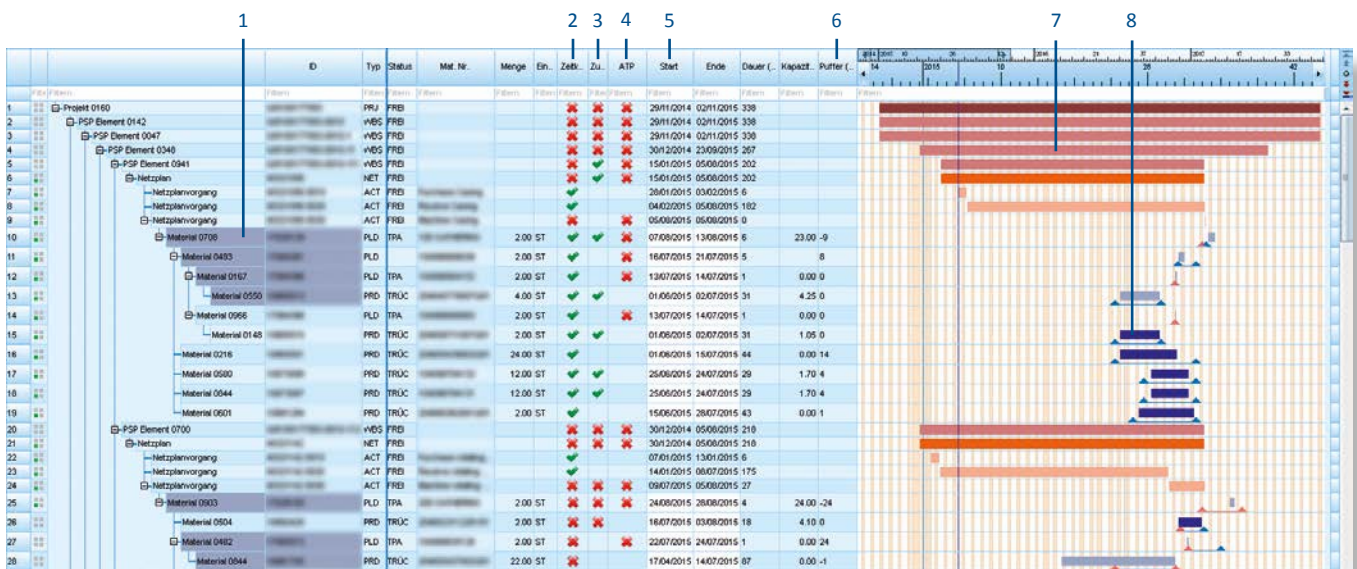 1 2 3 4 5 6 7 8
ID Typ Status Mat. Nr. Menge Ein.. Zeitr... Zu... ATP Start Ende Dauer (... Kapazit... Puffer (...
14 2015 10 40
1 Projekt 0160 PRJ FREI 29/11/2014 02/11/2015 338
2 PSP Element 0142 WBS FREI 29/11/2014 02/11/2015 338
3 PSP Element 0047 WBS FREI 29/11/2014 02/11/2015 338
4 PSP Element 0348 WBS FREI 30/12/2014 23/09/2015 267
5 PSP Element 0941 WBS FREI 15/01/2015 05/08/2015 202
6 Netzplan NET FREI 15/01/2015 05/08/2015 202
7 Netzplanvorgang ACT FREI 28/01/2015 03/02/2015 6
8 Netzplanvorgang ACT FREI 04/02/2015 05/08/2015 182
9 Netzplanvorgang ACT FREI 05/08/2015 05/08/2015 0
10 Material 0708 PLD TPA 2.00 ST 07/08/2015 13/08/2015 6 23.00 -9
11 Material 0493 PLD 2.00 ST 16/07/2015 21/07/2015 5 8
12 Material 0167 PLD TPA 2.00 ST 13/07/2015 14/07/2015 1 0.00 0
13 Material 0550 PRD TRÜC 4.00 ST 01/06/2015 02/07/2015 31 4.25 0
14 Material 0966 PLD TPA 2.00 ST 13/07/2015 14/07/2015 1 0.00 0
15 Material 0148 PRD TRÜC 2.00 ST 01/06/2015 02/07/2015 31 1.05 0
16 Material 0216 PRD TRÜC 24.00 ST 01/06/2015 15/07/2015 44 0.00 14
17 Material 0580 PRD TRÜC 12.00 ST 25/06/2015 24/07/2015 29 1.70 4
18 Material 0844 PRD TRÜC 12.00 ST 25/06/2015 24/07/2015 29 1.70 4
19 Material 0601 PRD TRÜC 2.00 ST 15/06/2015 28/07/2015 43 0.00 1
20 PSP Element 0700 WBS FREI 30/12/2014 05/08/2015 218
21 Netzplan NET FREI 30/12/2014 05/08/2015 218
22 Netzplanvorgang ACT FREI 07/01/2015 13/01/2015 6
23 Netzplanvorgang ACT FREI 14/01/2015 08/07/2015 175
24 Netzplanvorgang ACT FREI 09/07/2015 05/08/2015 27
25 Material 0903 PLD TPA 2.00 ST 24/08/2015 28/08/2015 4 24.00 -24
26 Material 0504 PRD TRÜC 2.00 ST 16/07/2015 03/08/2015 18 4.10 0
27 Material 0482 PLD TPA 2.00 ST 22/07/2015 24/07/2015 1 0.00 24
28 Material 0844 PRD TRÜC 22.00 ST 17/04/2015 14/07/2015 87 0.00 -1